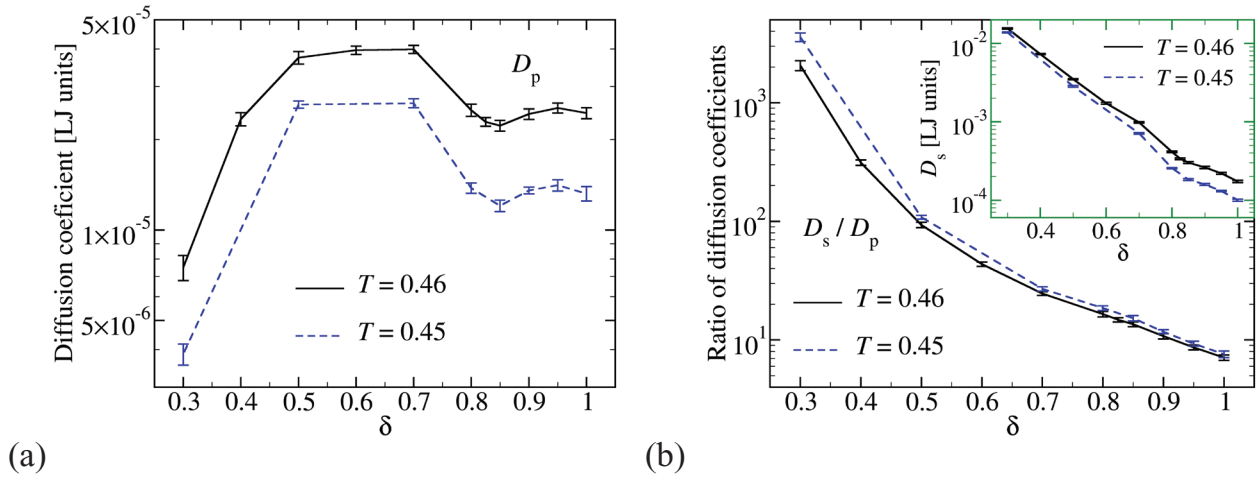 5×10⁻⁵
1×10⁻⁵
5×10⁻⁶
Diffusion coeficient [LJ units]
Dₚ
T = 0.46
T = 0.45
0.3 0.4 0.5 0.6 0.7 0.8 0.9 1
δ
(a)
10³
10²
10¹
Ratio of diffusion coefficients
Dₛ / Dₚ
T = 0.46
T = 0.45
0.3 0.4 0.5 0.6 0.7 0.8 0.9 1
δ
10⁻²
10⁻³
10⁻⁴
Dₛ [LJ units]
T = 0.46
T = 0.45
0.4 0.6 0.8 1
δ
(b)